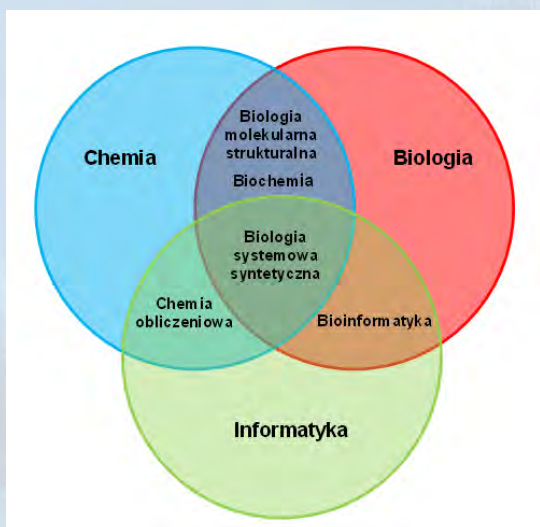 Biologia
molekularna
strukturalna
Chemia
Biologia
Biochemia
Biologia
systemowa
syntetyczna
Chemia
obliczeniowa
Bioinformatyka
Informatyka